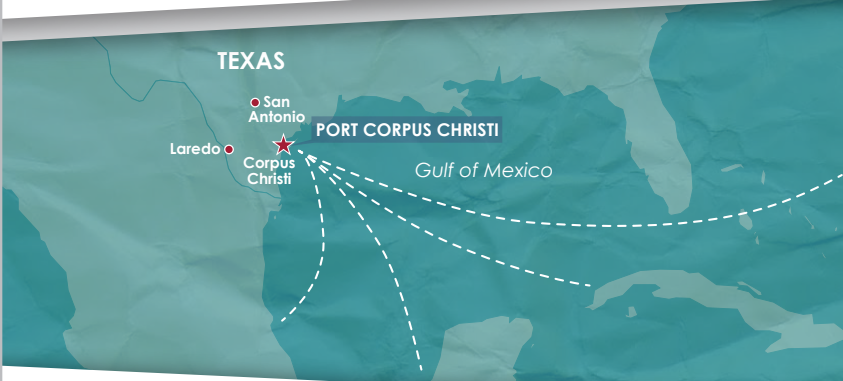 TEXAS
San
Antonio
PORT CORPUS CHRISTI
Laredo
Corpus
Christi
Gulf of Mexico